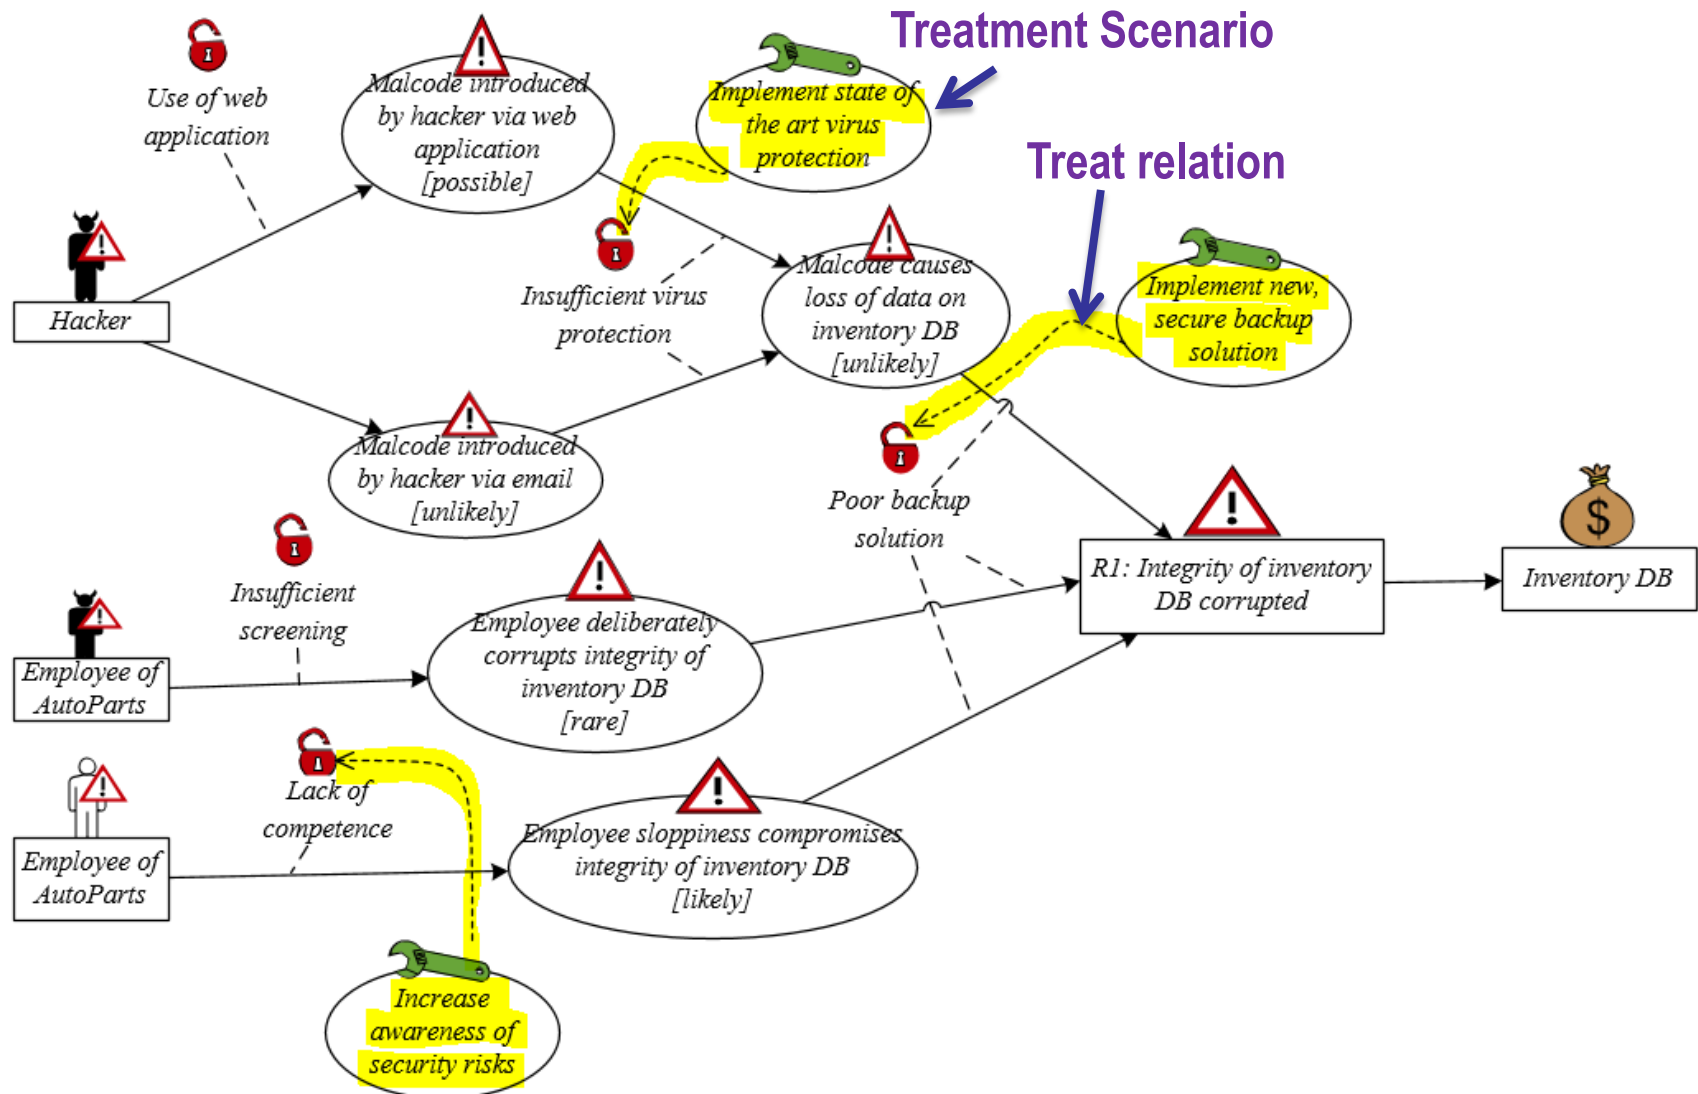 Treatment Scenario
Use of web
application
Malcode introduced
by hacker via web
application
[possible]
Implement state of
the art virus
protection
Treat relation
Hacker
Insufficient virus
protection
Malcode causes
loss of data on
inventory DB
[unlikely]
Implement new,
secure backup
solution
Malcode introduced
by hacker via email
[unlikely]
Poor backup
solution
R1: Integrity of inventory
DB corrupted
$
Inventory DB
Insufficient
screening
Employee of
AutoParts
Employee deliberately
corrupts integrity of
inventory DB
[rare]
Lack of
competence
Employee of
AutoParts
Employee sloppiness compromises
integrity of inventory DB
[likely]
Increase
awareness of
security risks